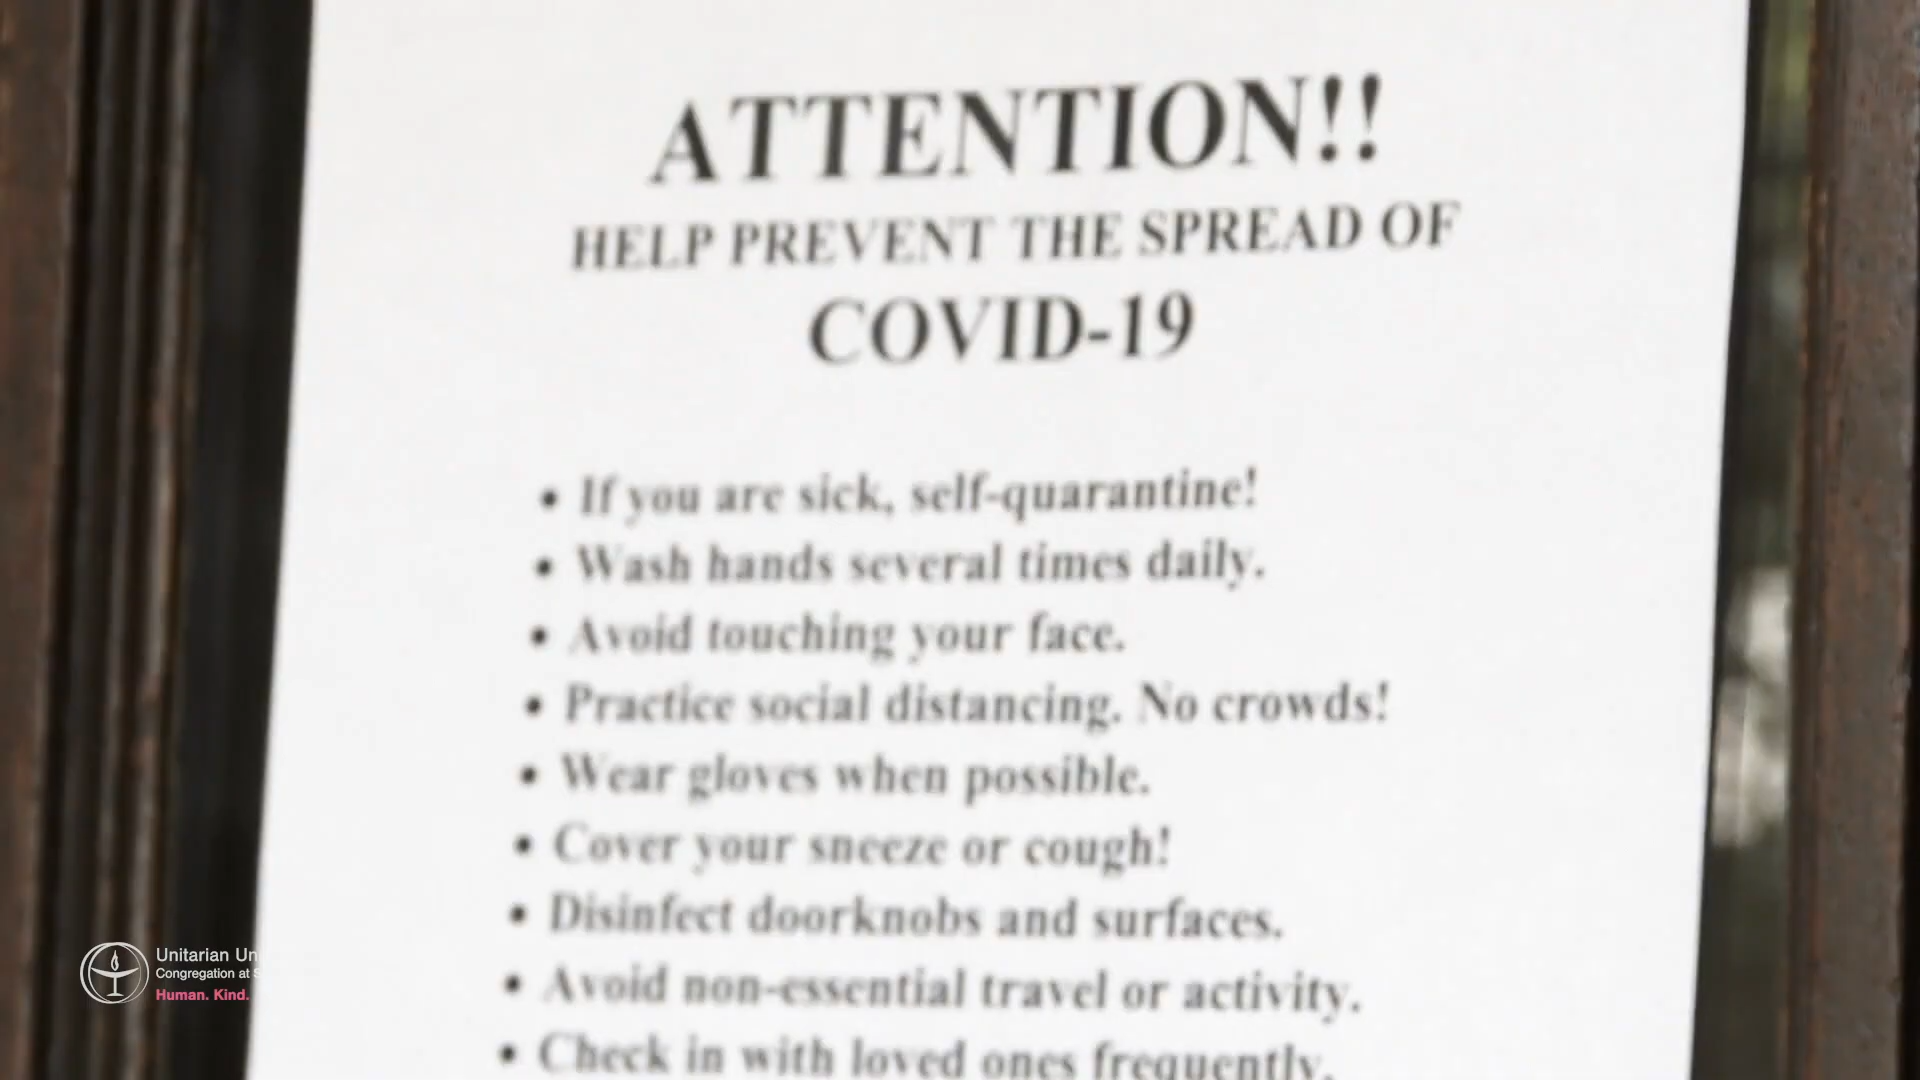 ATTENTION!!
HELP PREVENT THE SPREAD OF
COVID-19
• If you are sick, self-quarantine!
• Wash hands several times daily.
• Avoid touching your face.
• Practice social distancing. No crowds!
• Wear gloves when possible.
• Cover your sneeze or cough!
• Disinfect doorknobs and surfaces.
• Avoid non-essential travel or activity.
• Check in with loved ones frequently.
Unitarian
Congregation at
Human. Kind.